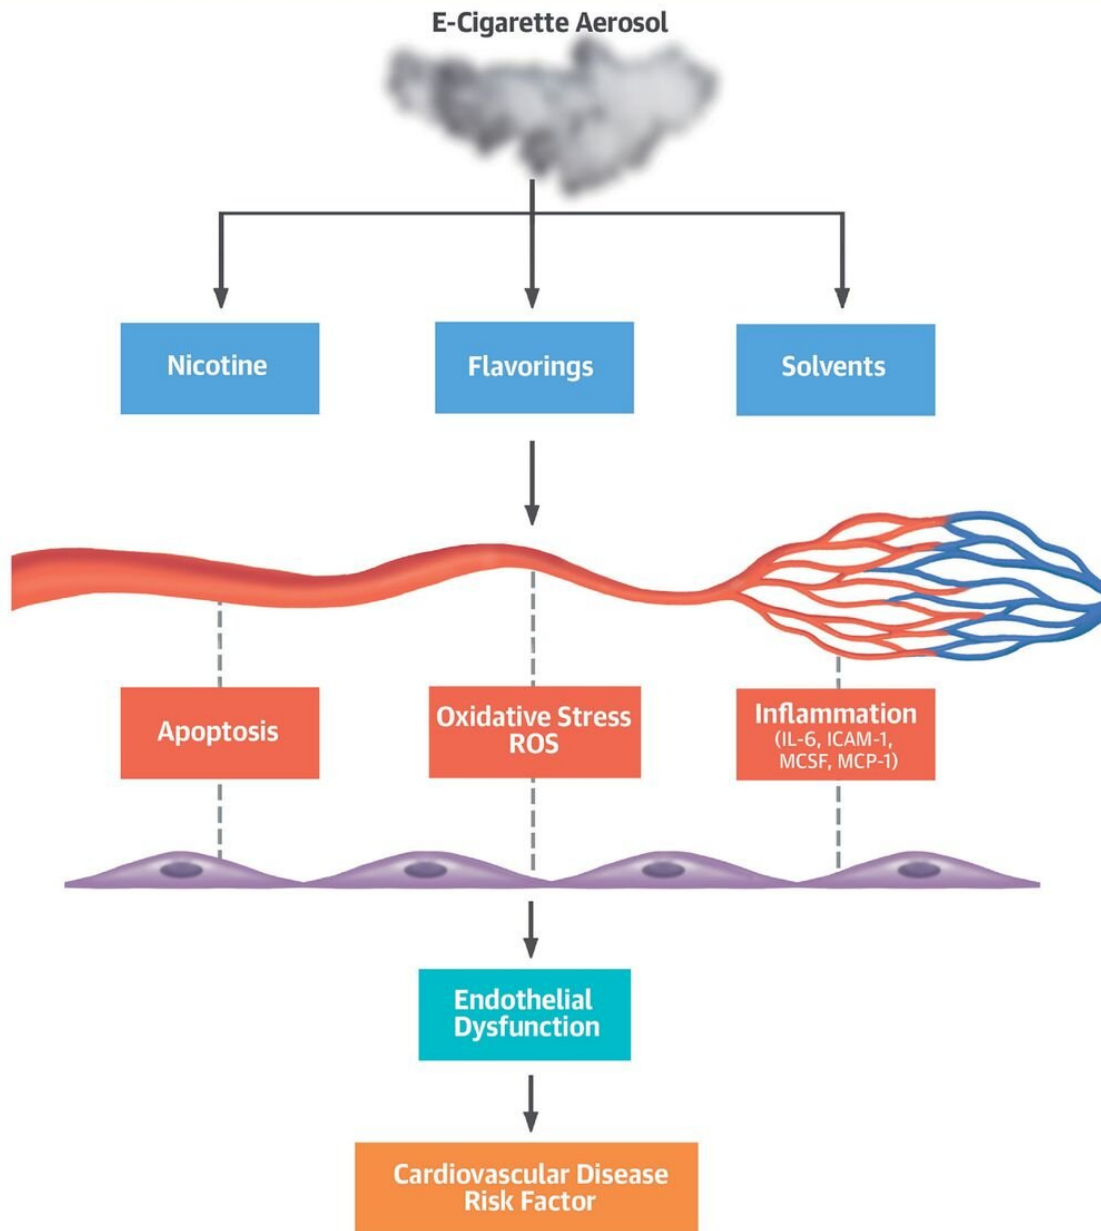 E-Cigarette Aerosol
Nicotine
Flavorings
Solvents
Apoptosis
Oxidative Stress
ROS
Inflammation
(IL-6, ICAM-1,
MCSF, MCP-1)
Endothelial
Dysfunction
Cardiovascular Disease
Risk Factor